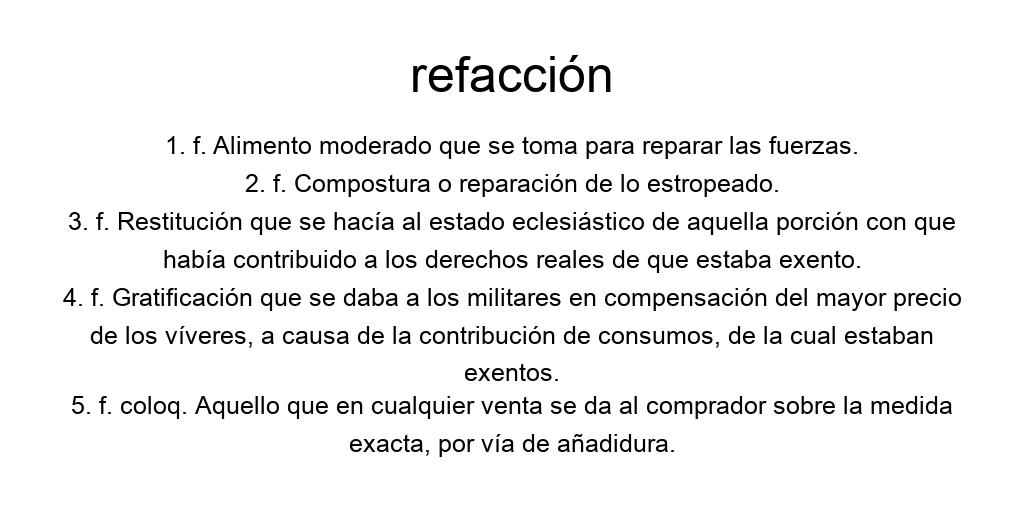 refacción
1. f. Alimento moderado que se toma para reparar las fuerzas.
2. f. Compostura o reparación de lo estropeado.
3. f. Restitución que se hacía al estado eclesiástico de aquella porción con que
había contribuido a los derechos reales de que estaba exento.
4. f. Gratificación que se daba a los militares en compensación del mayor precio
de los víveres, a causa de la contribución de consumos, de la cual estaban
exentos.
5. f. coloq. Aquello que en cualquier venta se da al comprador sobre la medida
exacta, por vía de añadidura.